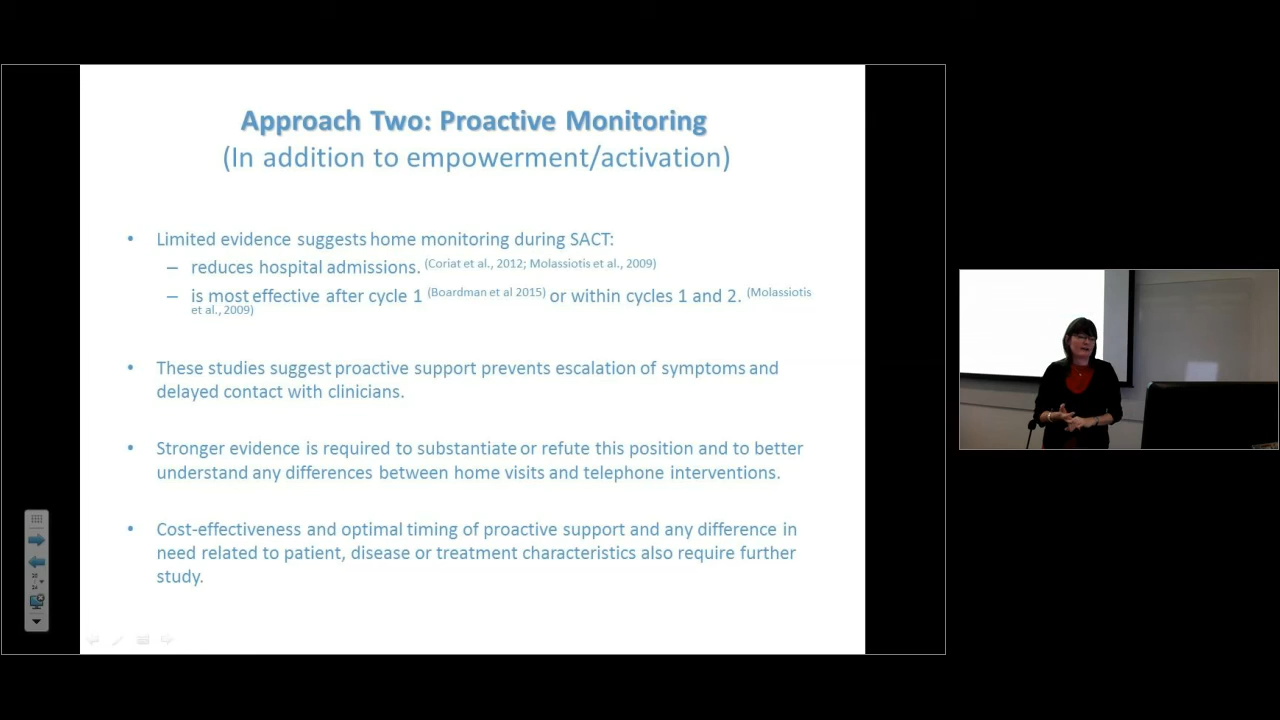 Approach Two: Proactive Monitoring
(In addition to empowerment/activation)
• Limited evidence suggests home monitoring during SACT:
– reduces hospital admissions. (Coriat et al., 2012; Molassiotis et al., 2009)
– is most effective after cycle 1 (Boardman et al 2015) or within cycles 1 and 2. (Molassiotis
et al., 2009)
• These studies suggest proactive support prevents escalation of symptoms and
delayed contact with clinicians.
• Stronger evidence is required to substantiate or refute this position and to better
understand any differences between home visits and telephone interventions.
• Cost-effectiveness and optimal timing of proactive support and any difference in
need related to patient, disease or treatment characteristics also require further
study.